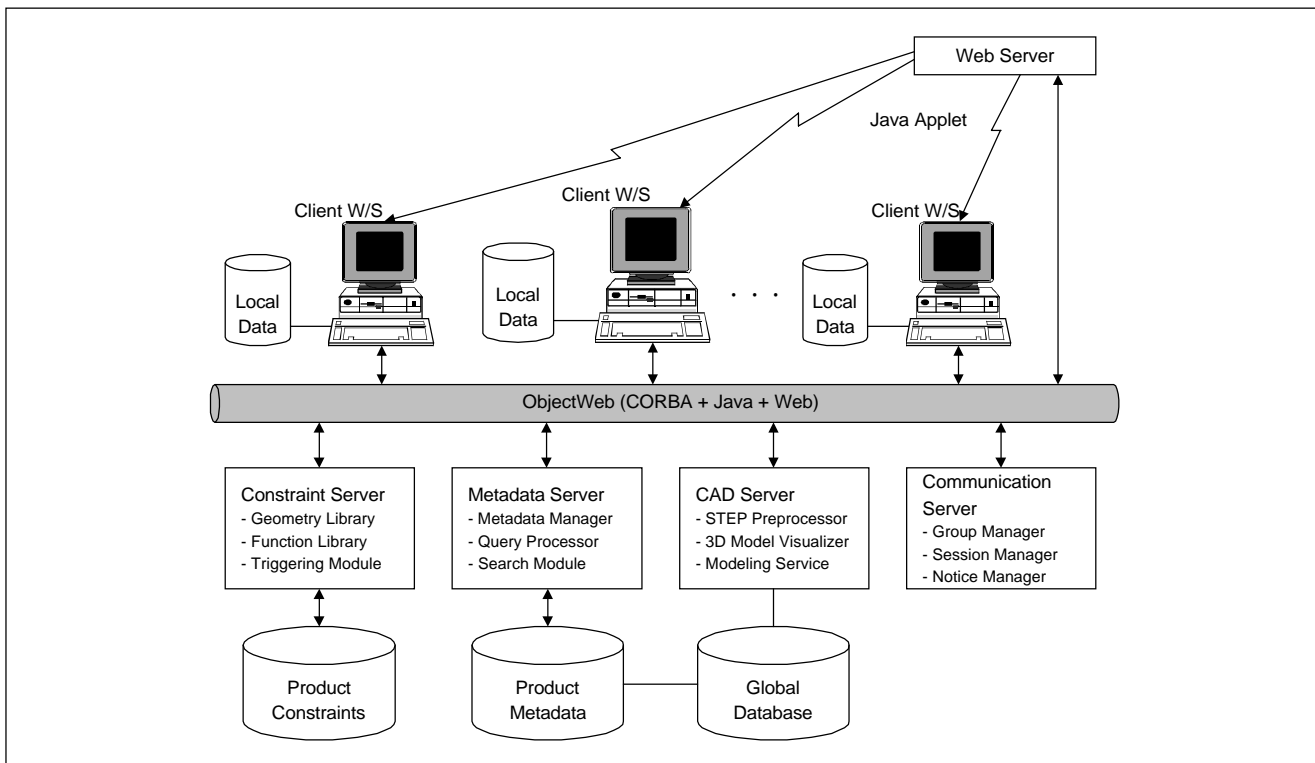 Web Server
Java Applet
Client W/S
Client W/S
Client W/S
Local
Data
Local
Data
. . .
Local
Data
ObjectWeb (CORBA + Java + Web)
Constraint Server
- Geometry Library
- Function Library
- Triggering Module
Metadata Server
- Metadata Manager
- Query Processor
- Search Module
CAD Server
- STEP Preprocessor
- 3D Model Visualizer
- Modeling Service
Communication
Server
- Group Manager
- Session Manager
- Notice Manager
Product
Constraints
Product
Metadata
Global
Database